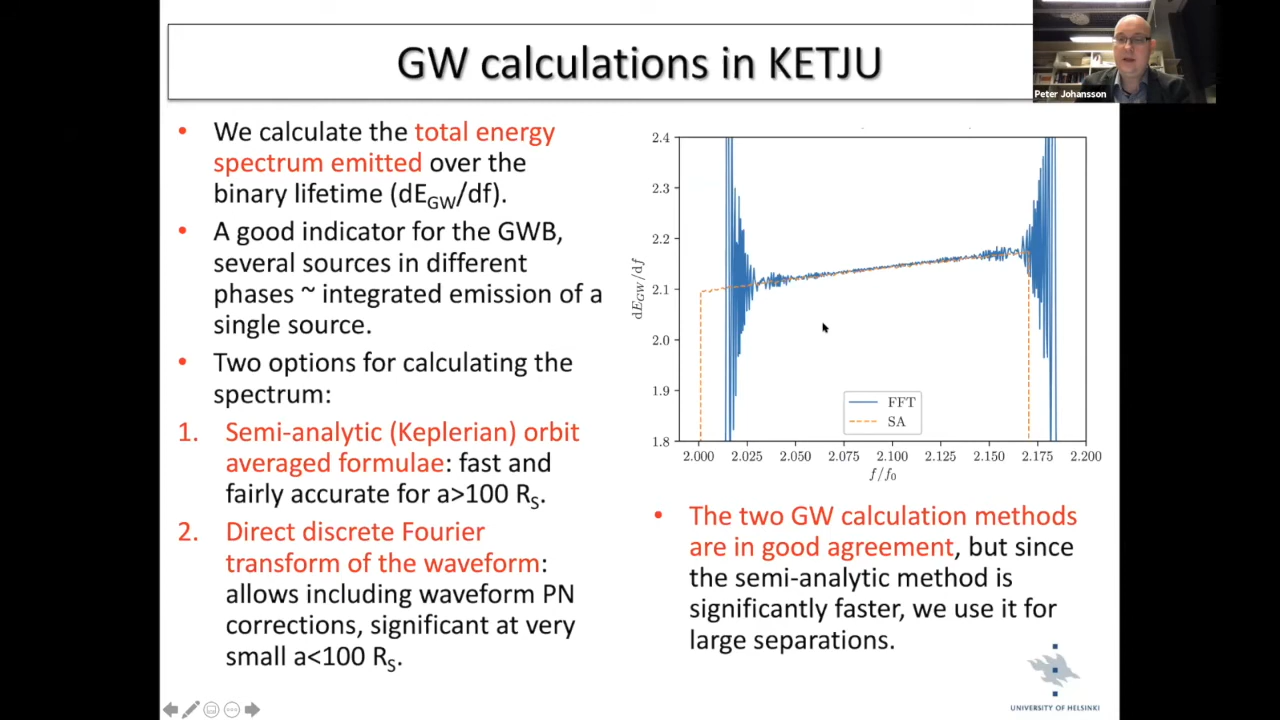 GW calculations in KETJU
Peter Johansson
• We calculate the total energy
spectrum emitted over the
binary lifetime (dE_GW/df).
• A good indicator for the GWB,
several sources in different
phases ~ integrated emission of a
single source.
• Two options for calculating the
spectrum:
1. Semi-analytic (Keplerian) orbit
averaged formulae: fast and
fairly accurate for a>100 R_S.
2. Direct discrete Fourier
transform of the waveform:
allows including waveform PN
corrections, significant at very
small a<100 R_S.
2.4
2.3
2.2
2.1
2.0
1.9
1.8
dE_GW/df
FFT
SA
2.000 2.025 2.050 2.075 2.100 2.125 2.150 2.175 2.200
f/f_0
• The two GW calculation methods
are in good agreement, but since
the semi-analytic method is
significantly faster, we use it for
large separations.
UNIVERSITY OF HELSINKI